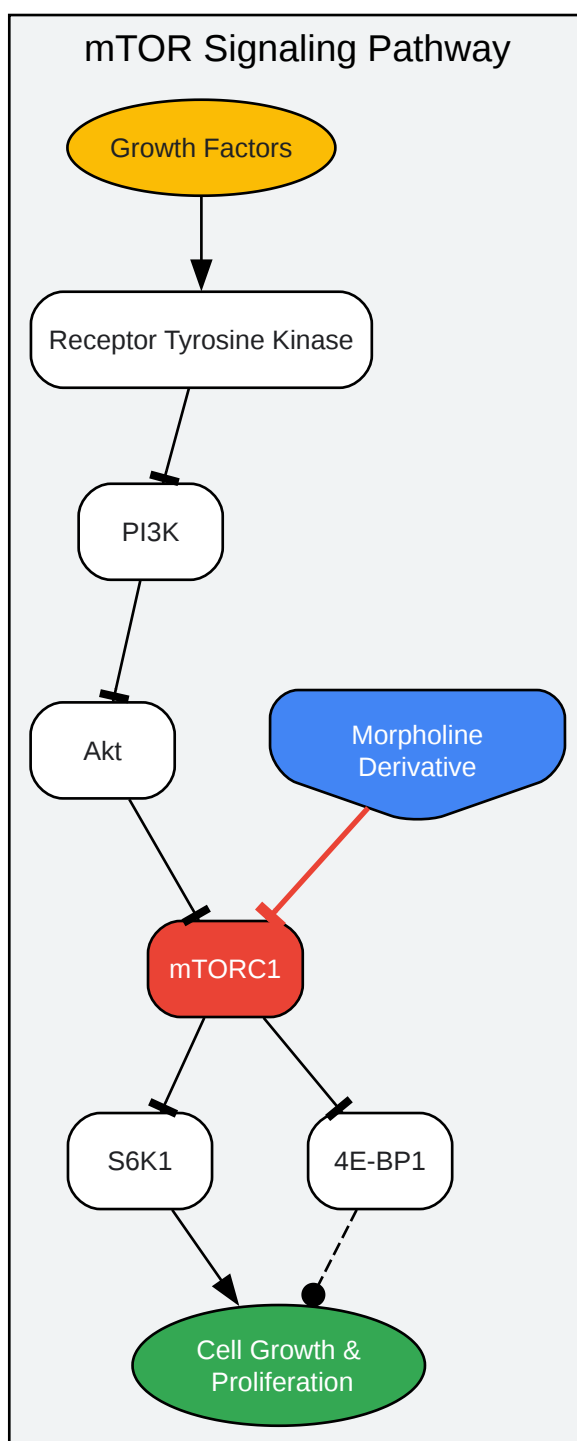 mTOR Signaling Pathway
Growth Factors
Receptor Tyrosine Kinase
PI3K
Akt
Morpholine
Derivative
mTORC1
S6K1
4E-BP1
Cell Growth &
Proliferation